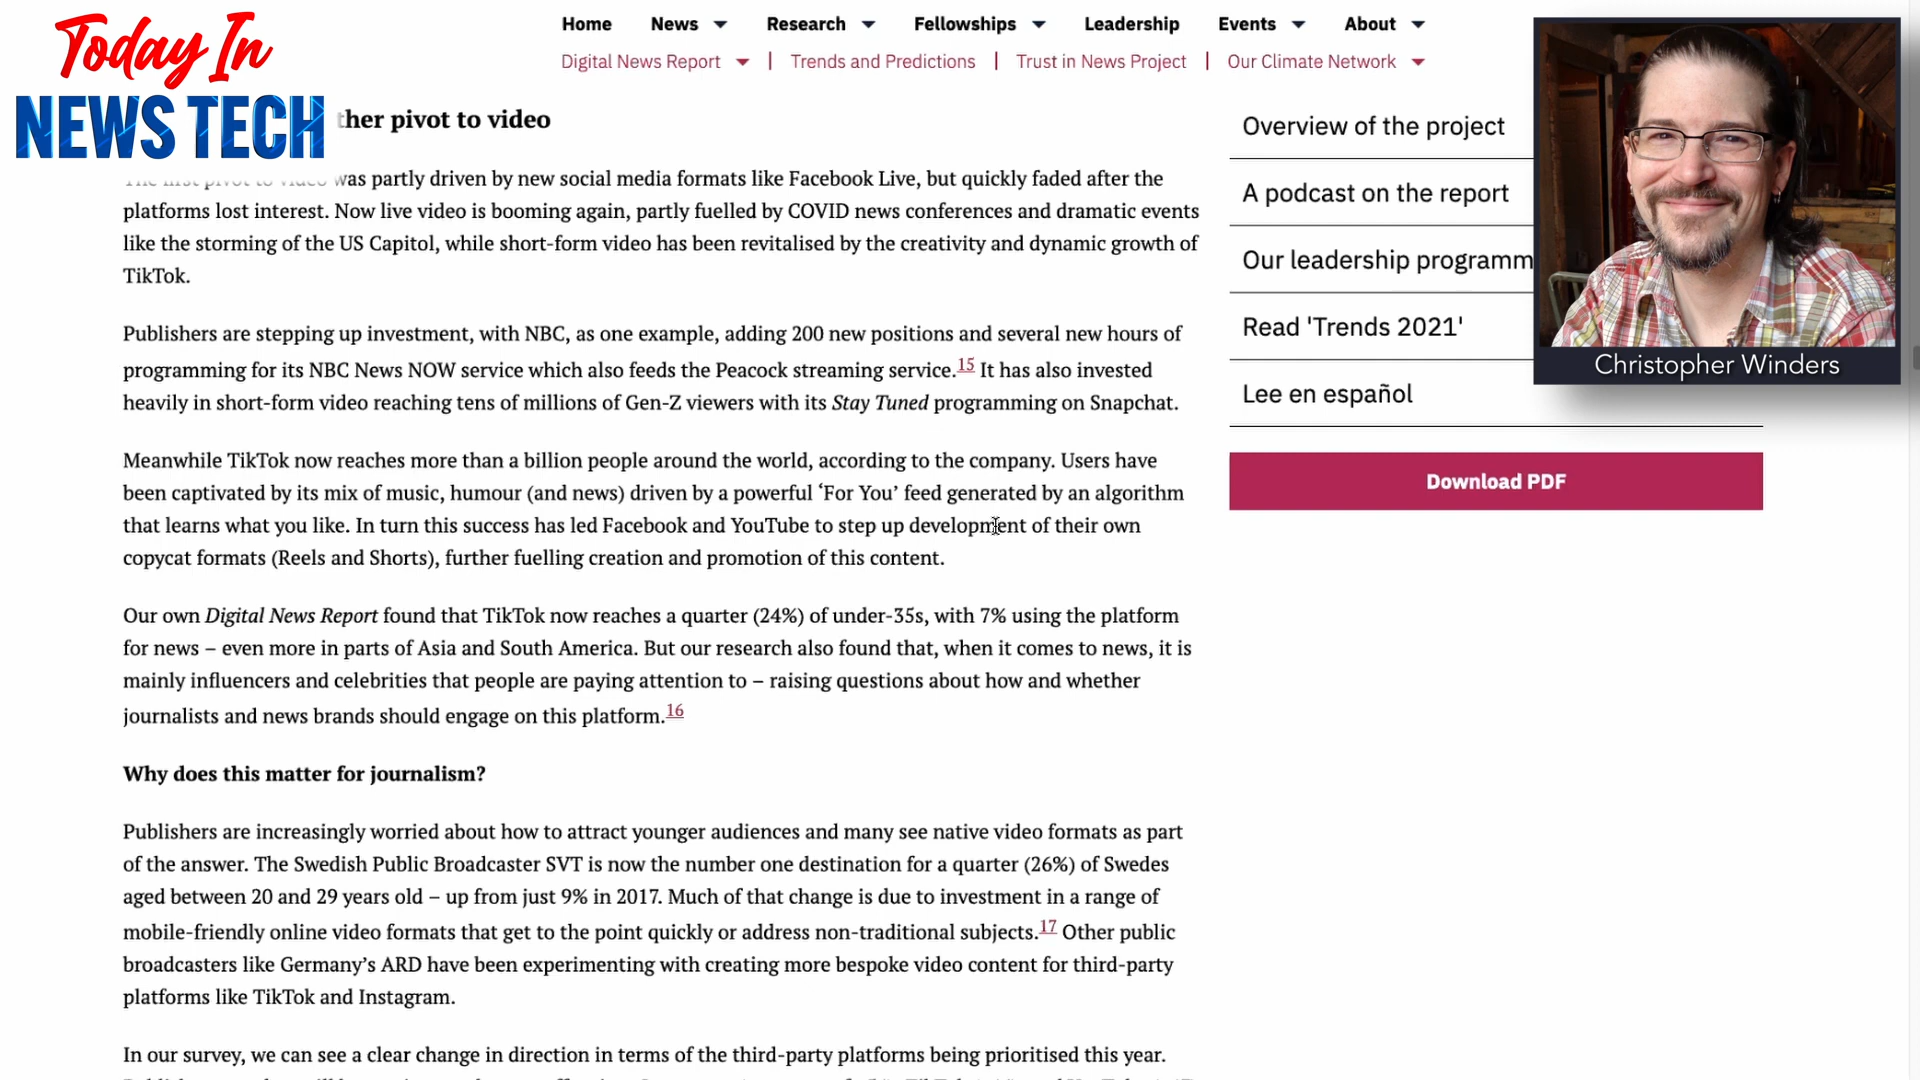 Today In
NEWS TECH
Home News Research Fellowships Leadership Events About
Digital News Report | Trends and Predictions | Trust in News Project | Our Climate Network
ther pivot to video
The first pivot to video was partly driven by new social media formats like Facebook Live, but quickly faded after the
platforms lost interest. Now live video is booming again, partly fuelled by COVID news conferences and dramatic events
like the storming of the US Capitol, while short-form video has been revitalised by the creativity and dynamic growth of
TikTok.
Publishers are stepping up investment, with NBC, as one example, adding 200 new positions and several new hours of
programming for its NBC News NOW service which also feeds the Peacock streaming service.15 It has also invested
heavily in short-form video reaching tens of millions of Gen-Z viewers with its Stay Tuned programming on Snapchat.
Meanwhile TikTok now reaches more than a billion people around the world, according to the company. Users have
been captivated by its mix of music, humour (and news) driven by a powerful ‘For You’ feed generated by an algorithm
that learns what you like. In turn this success has led Facebook and YouTube to step up development of their own
copycat formats (Reels and Shorts), further fuelling creation and promotion of this content.
Our own Digital News Report found that TikTok now reaches a quarter (24%) of under-35s, with 7% using the platform
for news – even more in parts of Asia and South America. But our research also found that, when it comes to news, it is
mainly influencers and celebrities that people are paying attention to – raising questions about how and whether
journalists and news brands should engage on this platform.16
Why does this matter for journalism?
Publishers are increasingly worried about how to attract younger audiences and many see native video formats as part
of the answer. The Swedish Public Broadcaster SVT is now the number one destination for a quarter (26%) of Swedes
aged between 20 and 29 years old – up from just 9% in 2017. Much of that change is due to investment in a range of
mobile-friendly online video formats that get to the point quickly or address non-traditional subjects.17 Other public
broadcasters like Germany’s ARD have been experimenting with creating more bespoke video content for third-party
platforms like TikTok and Instagram.
In our survey, we can see a clear change in direction in terms of the third-party platforms being prioritised this year.
Overview of the project
A podcast on the report
Our leadership programm
Read 'Trends 2021'
Lee en español
Download PDF
Christopher Winders